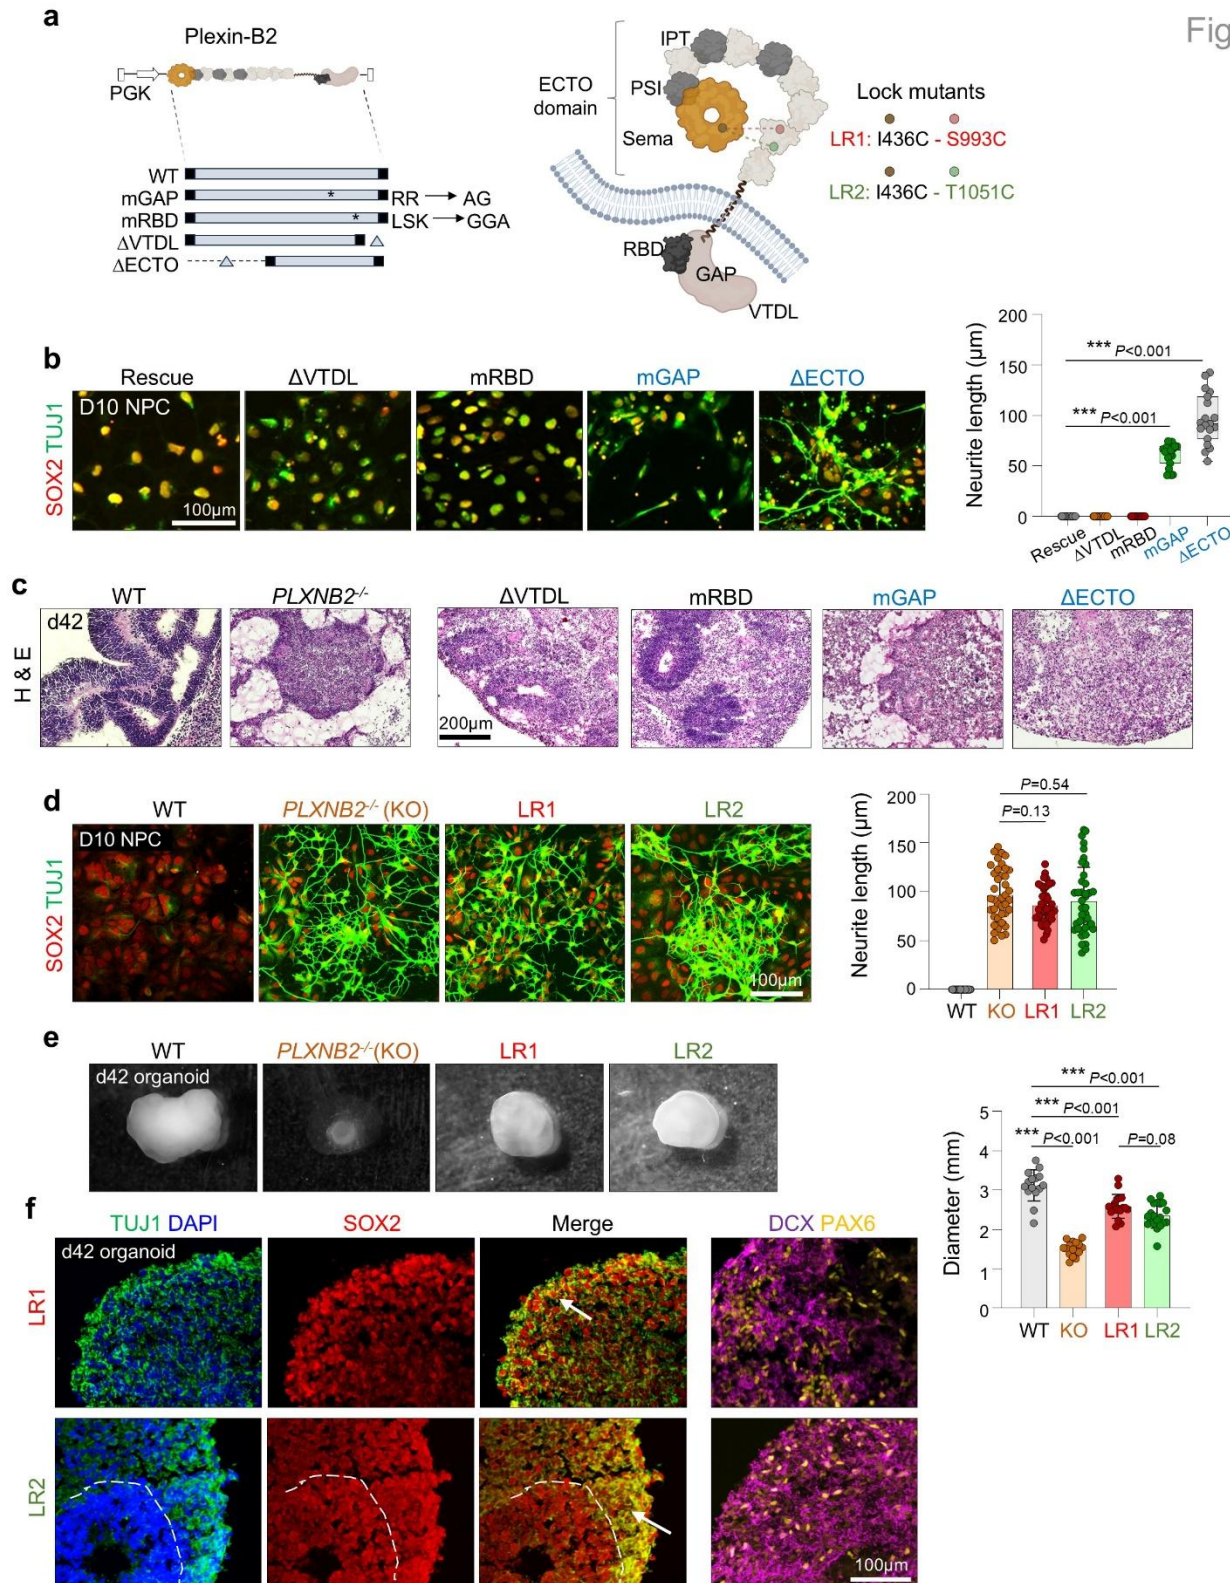 a
Fig
Plexin-B2
PGK
WT
mGAP
RR → AG
mRBD
LSK → GGA
ΔVTDL
ΔECTO
*
*
ECTO domain
IPT
PSI
Sema
RBD
GAP
VTDL
Lock mutants
LR1: I436C - S993C
LR2: I436C - T1051C
b
Rescue
ΔVTDL
mRBD
mGAP
ΔECTO
SOX2 TUJ1
D10 NPC
100µm
Neurite length (µm)
200
150
100
50
0
*** P<0.001
*** P<0.001
Rescue
ΔVTDL
mRBD
mGAP
ΔECTO
c
WT
PLXNB2-/-
ΔVTDL
mRBD
mGAP
ΔECTO
H & E
d42
200µm
d
WT
PLXNB2-/- (KO)
LR1
LR2
SOX2 TUJ1
D10 NPC
100µm
Neurite length (µm)
200
150
100
50
0
P=0.54
P=0.13
WT
KO
LR1
LR2
e
WT
PLXNB2-/-(KO)
LR1
LR2
d42 organoid
Diameter (mm)
5
4
3
2
1
0
*** P<0.001
*** P<0.001
*** P<0.001
P=0.08
WT
KO
LR1
LR2
f
TUJ1 DAPI
SOX2
Merge
DCX PAX6
d42 organoid
LR1
LR2
100µm